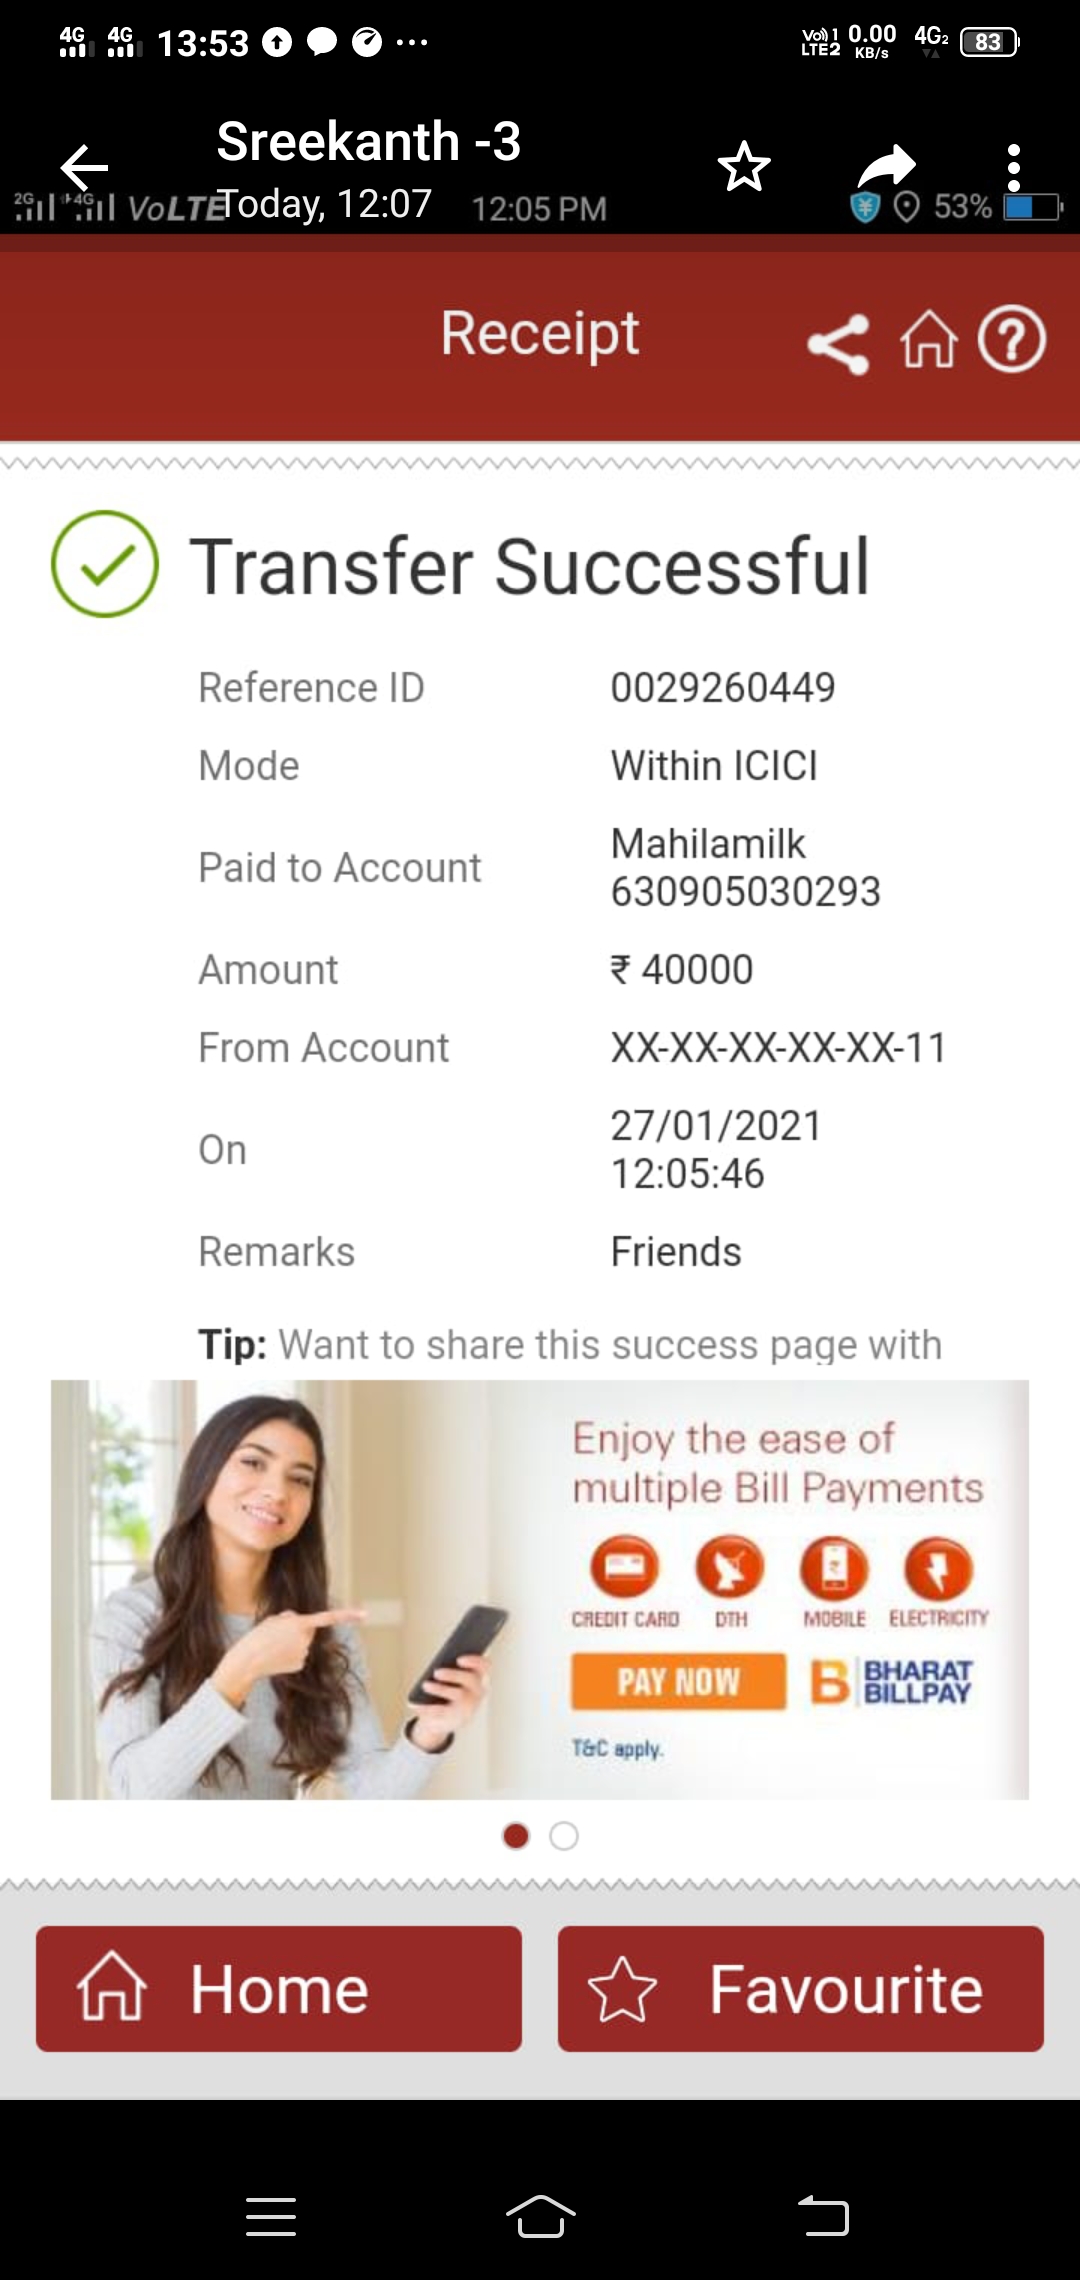 4G 4G 13:53 Vo)) 1 LTE2 0.00 KB/s 4G2 83
Sreekanth -3
2G 4G VoLTE Today, 12:07 12:05 PM 53%
Receipt
Transfer Successful
Reference ID 0029260449
Mode Within ICICI
Paid to Account Mahilamilk
630905030293
Amount ₹ 40000
From Account XX-XX-XX-XX-XX-11
On 27/01/2021
12:05:46
Remarks Friends
Tip: Want to share this success page with
Enjoy the ease of
multiple Bill Payments
CREDIT CARD DTH MOBILE ELECTRICITY
PAY NOW B BHARAT
BILLPAY
T&C apply.
Home Favourite